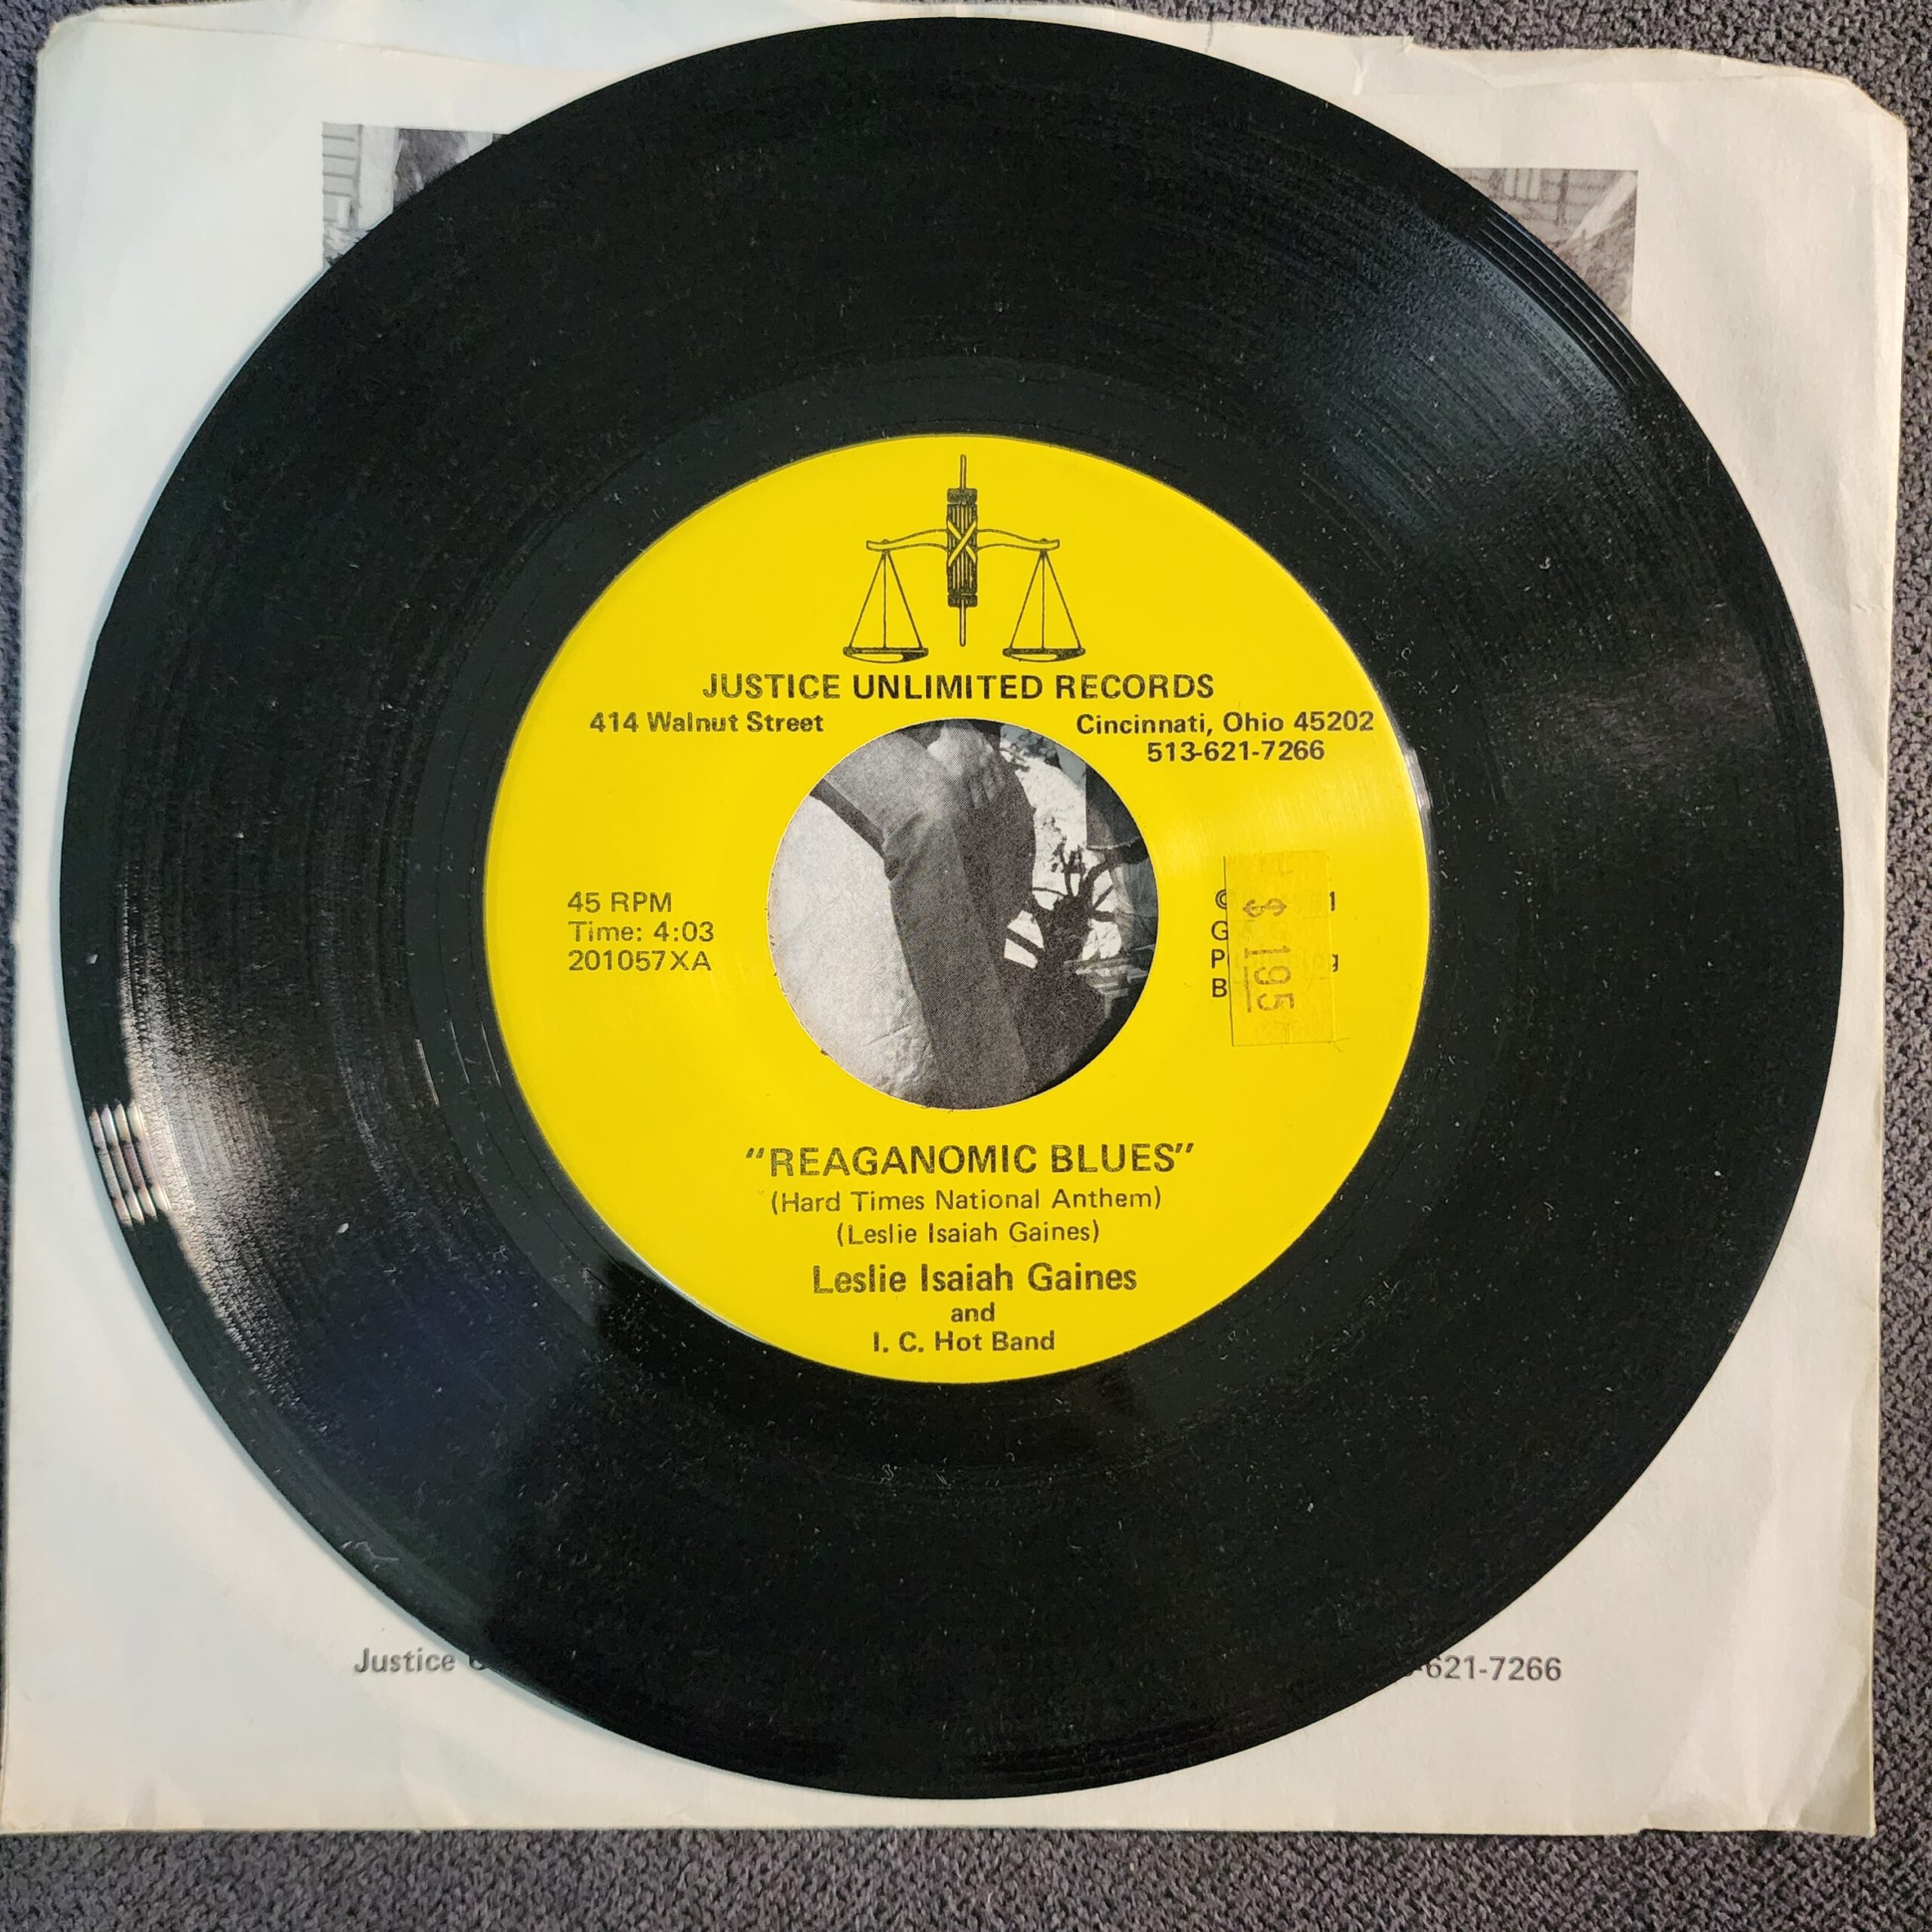 JUSTICE UNLIMITED RECORDS
414 Walnut Street
Cincinnati, Ohio 45202
513-621-7266
45 RPM
Time: 4:03
201057XA
©
$195
"REAGANOMIC BLUES"
(Hard Times National Anthem)
(Leslie Isaiah Gaines)
Leslie Isaiah Gaines
and
I. C. Hot Band
Justice
621-7266